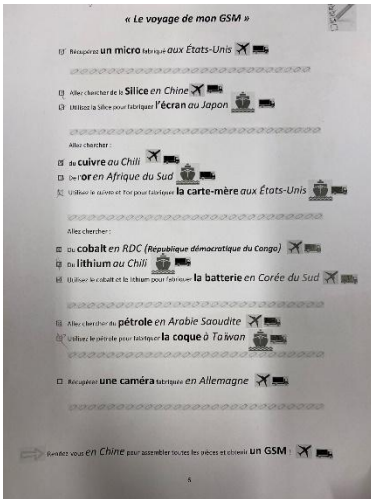 « Le voyage de mon GSM »
Récupérez un micro fabriqué aux États-Unis
Allez chercher de la Silice en Chine
Utilisez la Silice pour fabriquer l'écran au Japon
Allez chercher :
du cuivre au Chili
De l'or en Afrique du Sud
Utilisez le cuivre et l'or pour fabriquer la carte-mère aux États-Unis
Allez chercher :
Du cobalt en RDC (République démocratique du Congo)
Du lithium au Chili
Utilisez le cobalt et le lithium pour fabriquer la batterie en Corée du Sud
Allez chercher du pétrole en Arabie Saoudite
Utilisez le pétrole pour fabriquer la coque à Taïwan
Récupérez une caméra fabriquée en Allemagne
Rendez vous en Chine pour assembler toutes les pièces et obtenir un GSM !